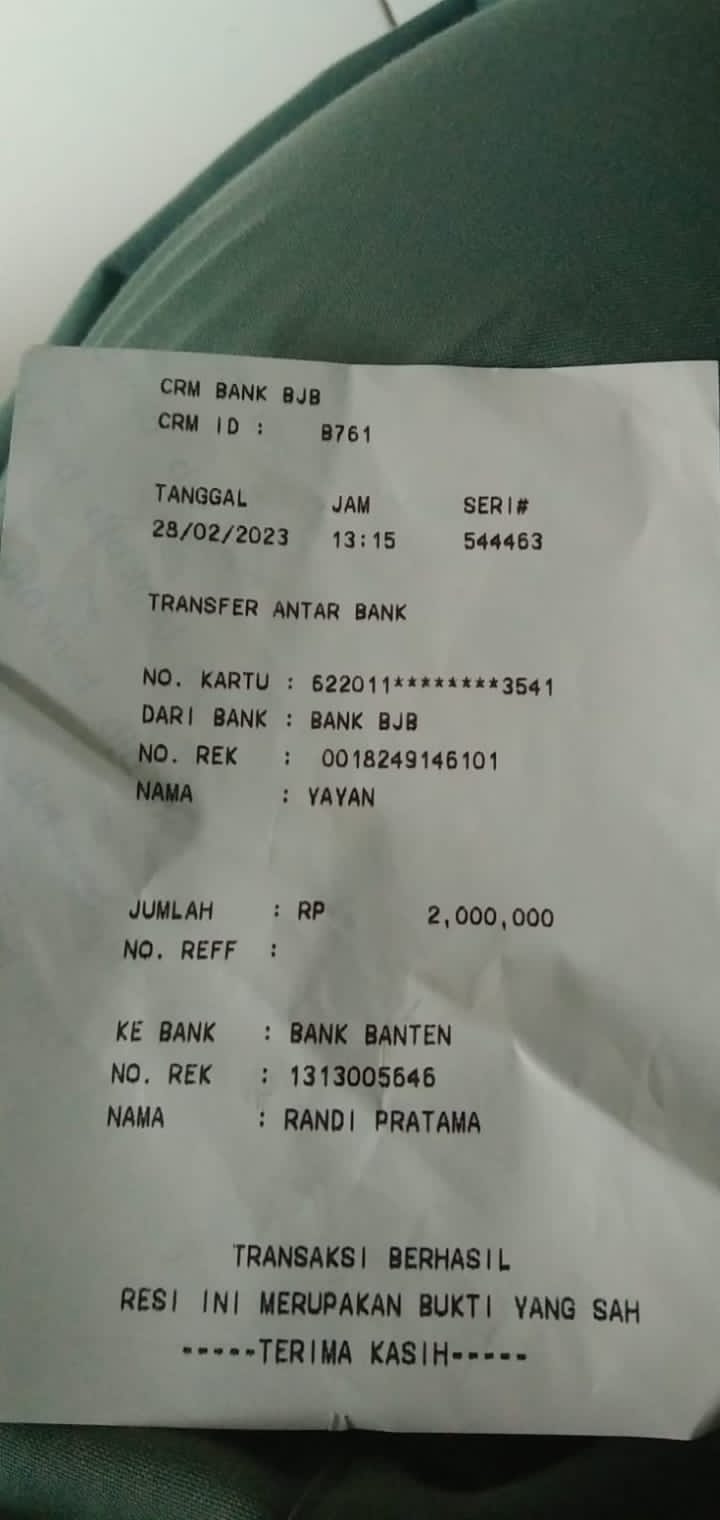 CRM BANK BJB
CRM ID : B761
TANGGAL JAM SERI#
28/02/2023 13:15 544463
TRANSFER ANTAR BANK
NO. KARTU : 622011********3541
DARI BANK : BANK BJB
NO. REK : 0018249146101
NAMA : YAYAN
JUMLAH : RP 2,000,000
NO. REFF :
KE BANK : BANK BANTEN
NO. REK : 1313005646
NAMA : RANDI PRATAMA
TRANSAKSI BERHASIL
RESI INI MERUPAKAN BUKTI YANG SAH
-----TERIMA KASIH-----